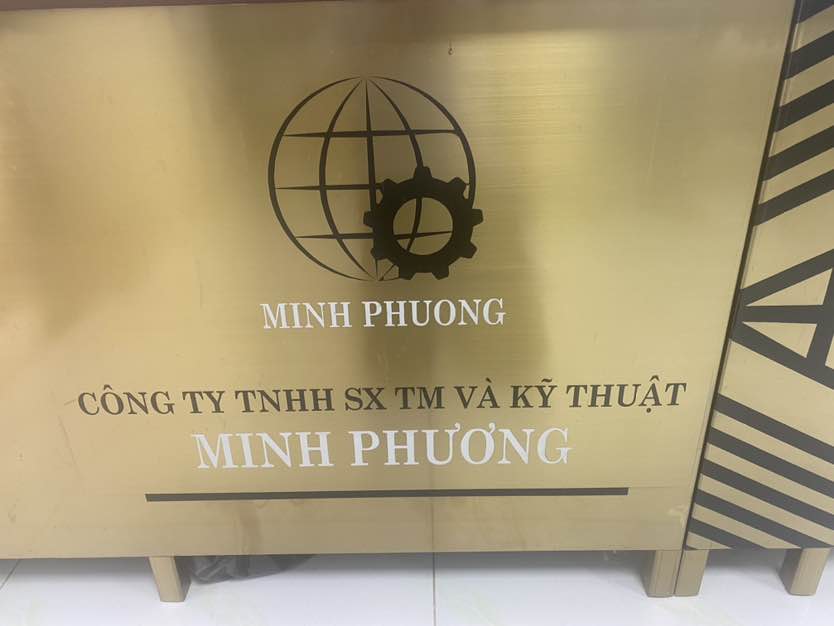 MINH PHUONG
CÔNG TY TNHH SX TM VÀ KỸ THUẬT
MINH PHƯƠNG